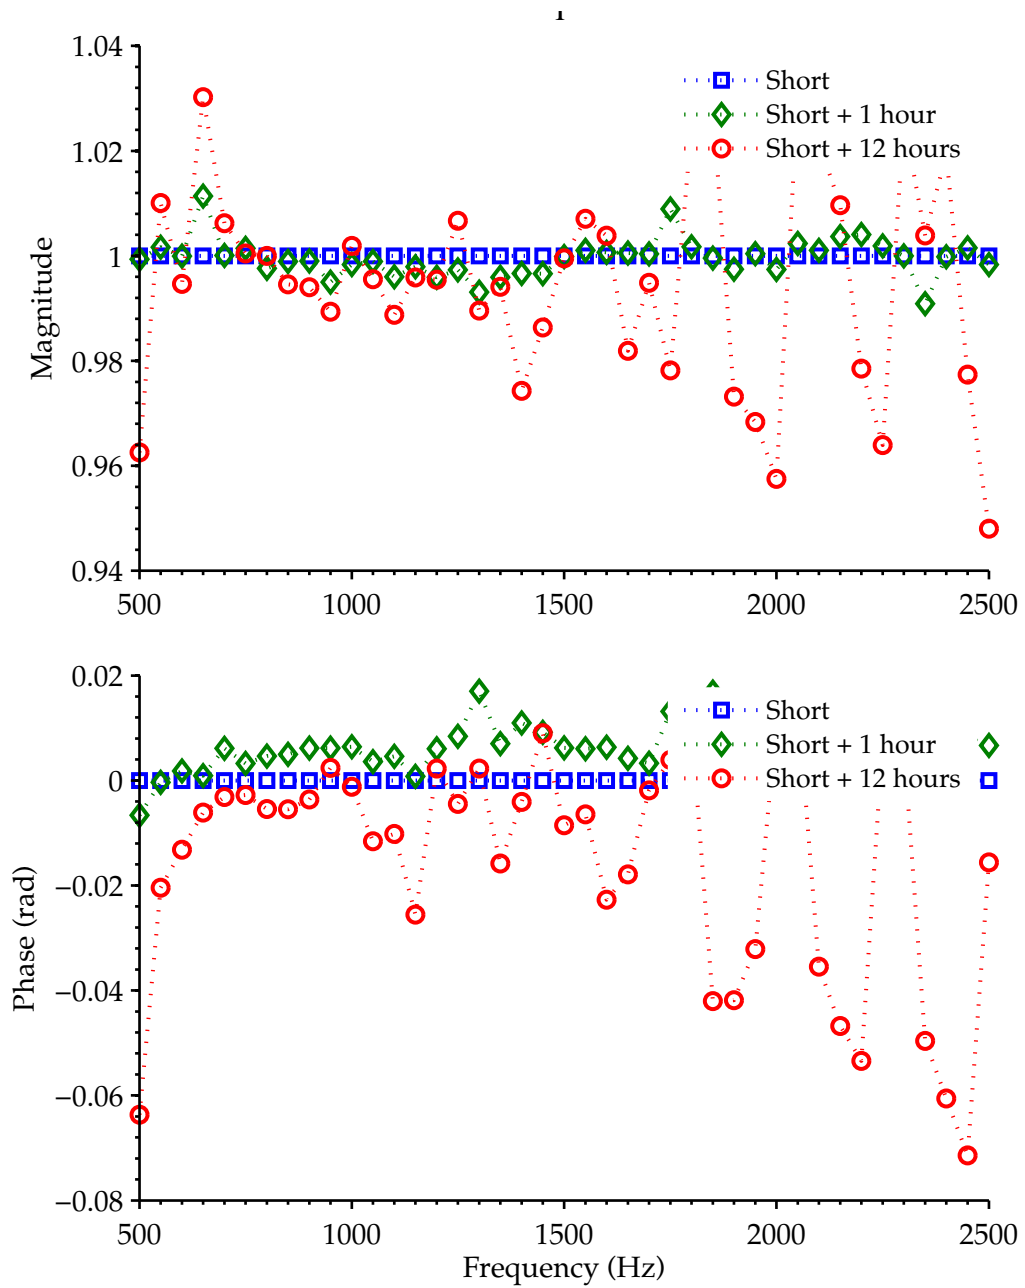 1.04
Short
Short + 1 hour
Short + 12 hours
1.02
1
0.98
0.96
0.94
Magnitude
500
1000
1500
2000
2500
0.02
Short
Short + 1 hour
Short + 12 hours
0
−0.02
−0.04
−0.06
−0.08
Phase (rad)
500
1000
1500
2000
2500
Frequency (Hz)